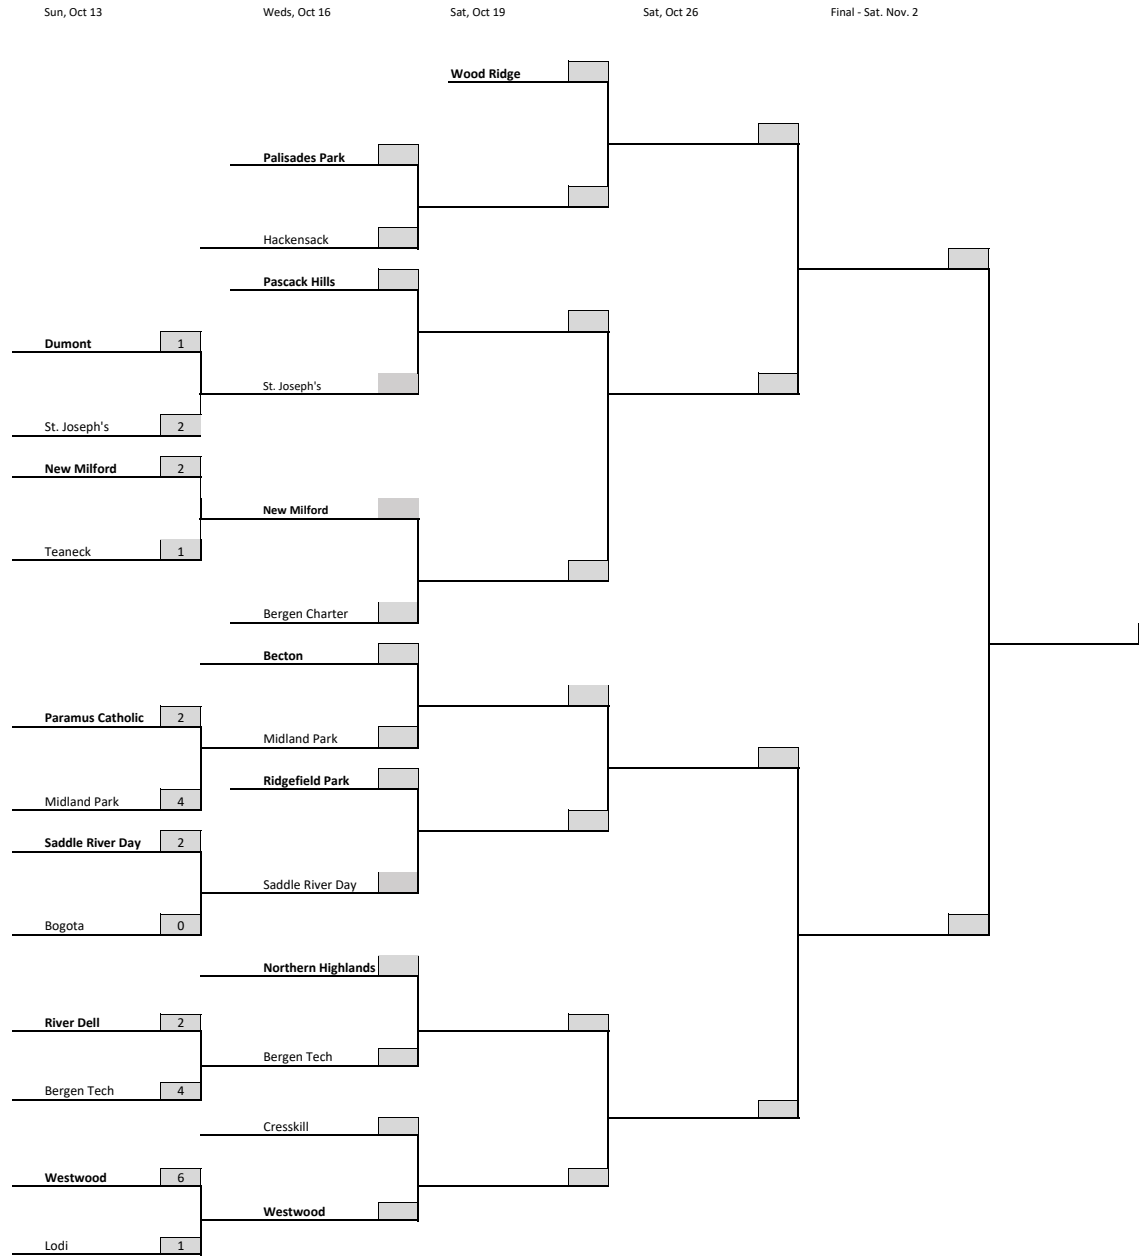 Sun, Oct 13 Weds, Oct 16 Sat, Oct 19 Sat, Oct 26 Final - Sat. Nov. 2
Wood Ridge
Palisades Park
Hackensack
Pascack Hills
Dumont 1
St. Joseph's
St. Joseph's 2
New Milford 2
New Milford
Teaneck 1
Bergen Charter
Becton
Paramus Catholic 2
Midland Park
Ridgefield Park
Midland Park 4
Saddle River Day 2
Saddle River Day
Bogota 0
Northern Highlands
River Dell 2
Bergen Tech
Bergen Tech 4
Cresskill
Westwood 6
Westwood
Lodi 1